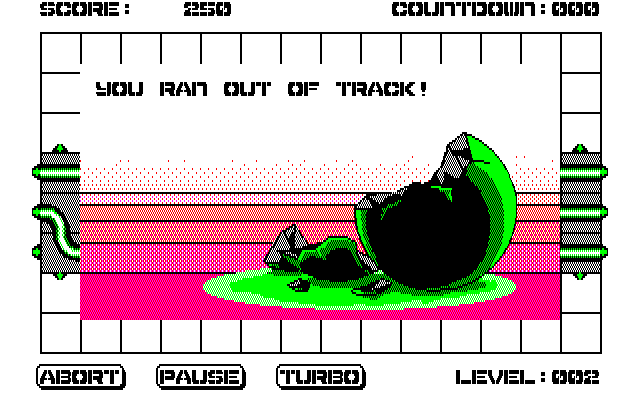 SCORE: 250 COUNTDOWN:000
YOU RAN OUT OF TRACK!
ABORT PAUSE TURBO LEVEL:002